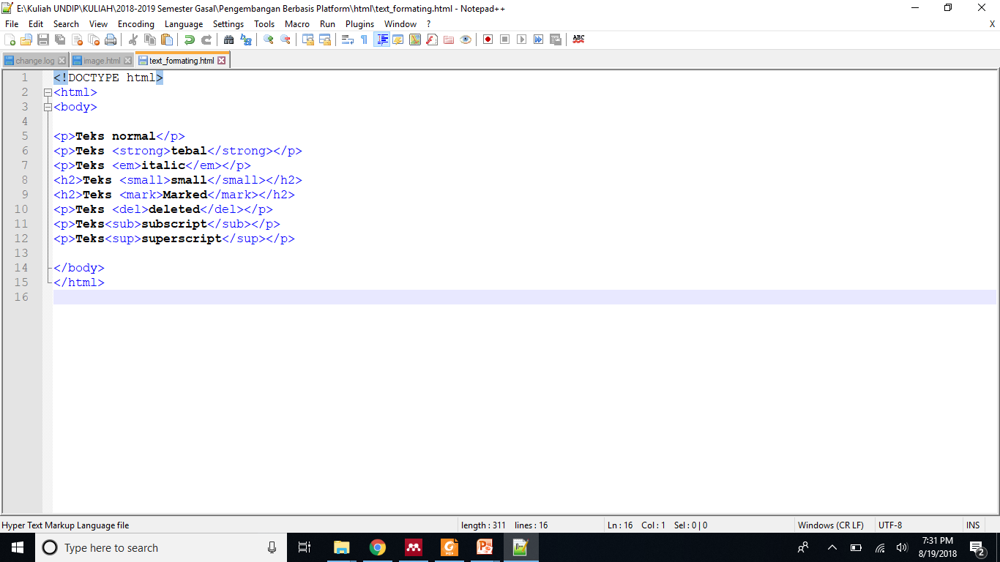 E:\Kuliah UNDIP\KULIAH\2018-2019 Semester Gasal\Pengembangan Berbasis Platform\html\text_formating.html - Notepad++
File Edit Search View Encoding Language Settings Tools Macro Run Plugins Window ? X
change.log image.html text_formating.html
1 <!DOCTYPE html>
2 <html>
3 <body>
4
5 <p>Teks normal</p>
6 <p>Teks <strong>tebal</strong></p>
7 <p>Teks <em>italic</em></p>
8 <h2>Teks <small>small</small></h2>
9 <h2>Teks <mark>Marked</mark></h2>
10 <p>Teks <del>deleted</del></p>
11 <p>Teks<sub>subscript</sub></p>
12 <p>Teks<sup>superscript</sup></p>
13
14 </body>
15 </html>
16
Hyper Text Markup Language file length : 311 lines : 16 Ln : 16 Col : 1 Sel : 0 | 0 Windows (CR LF) UTF-8 INS
Type here to search
7:31 PM
8/19/2018
2